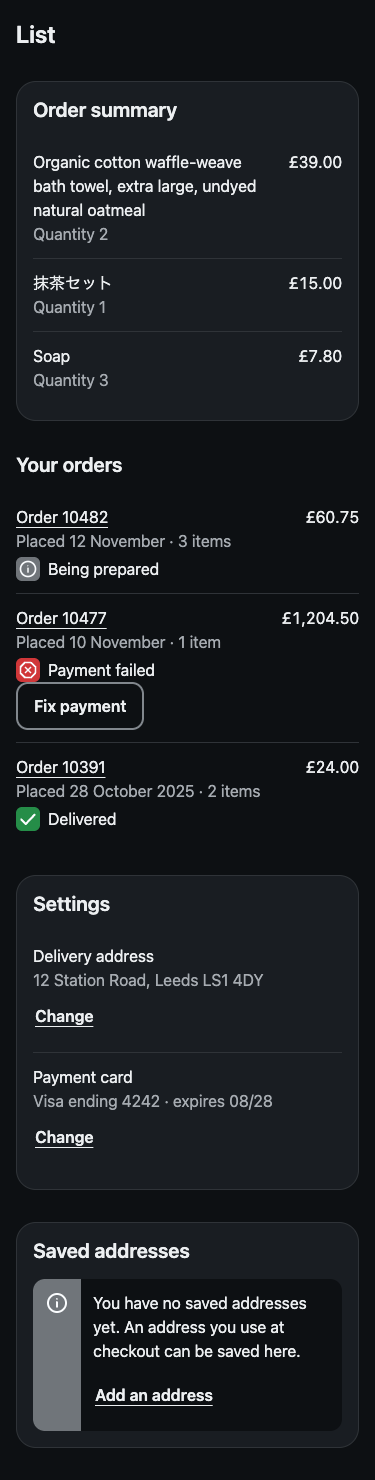 List
Order summary
Organic cotton waffle-weave
bath towel, extra large, undyed
natural oatmeal
£39.00
Quantity 2
抹茶セット
£15.00
Quantity 1
Soap
£7.80
Quantity 3
Your orders
Order 10482
£60.75
Placed 12 November · 3 items
Being prepared
Order 10477
£1,204.50
Placed 10 November · 1 item
Payment failed
Fix payment
Order 10391
£24.00
Placed 28 October 2025 · 2 items
Delivered
Settings
Delivery address
12 Station Road, Leeds LS1 4DY
Change
Payment card
Visa ending 4242 · expires 08/28
Change
Saved addresses
You have no saved addresses
yet. An address you use at
checkout can be saved here.
Add an address